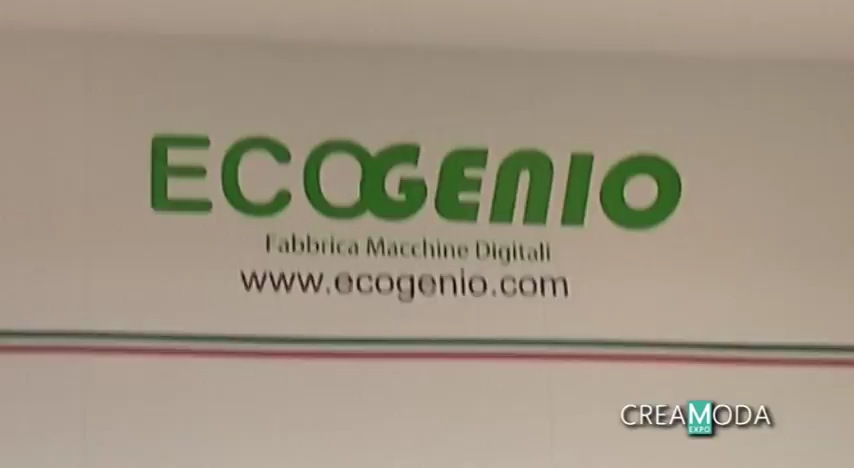 ECOGENIO
Fabbrica Macchine Digitali
www.ecogenio.com
CREAMODA
EXPO